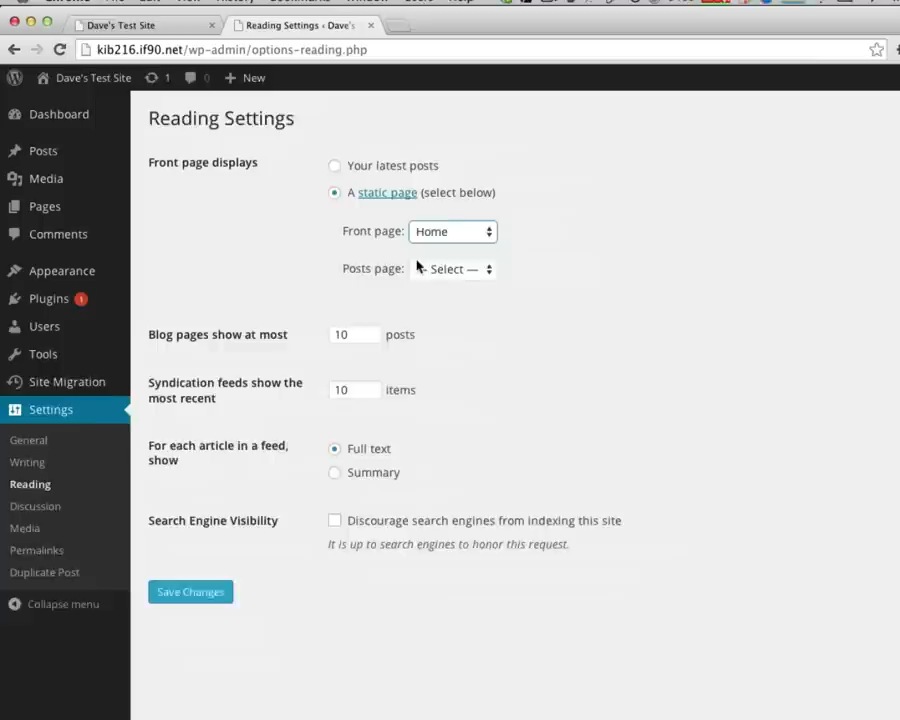 Dave's Test Site
Reading Settings ‹ Dave's
kib216.if90.net/wp-admin/options-reading.php
Dave's Test Site 1 0 New
Dashboard
Posts
Media
Pages
Comments
Appearance
Plugins 1
Users
Tools
Site Migration
Settings
General
Writing
Reading
Discussion
Media
Permalinks
Duplicate Post
Collapse menu
Reading Settings
Front page displays
Your latest posts
A static page (select below)
Front page: Home
Posts page: — Select —
Blog pages show at most 10 posts
Syndication feeds show the
most recent
10 items
For each article in a feed,
show
Full text
Summary
Search Engine Visibility
Discourage search engines from indexing this site
It is up to search engines to honor this request.
Save Changes